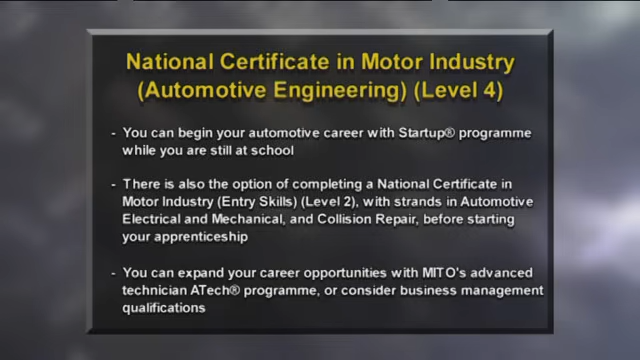 National Certificate in Motor Industry
(Automotive Engineering) (Level 4)
- You can begin your automotive career with Startup® programme
while you are still at school
- There is also the option of completing a National Certificate in
Motor Industry (Entry Skills) (Level 2), with strands in Automotive
Electrical and Mechanical, and Collision Repair, before starting
your apprenticeship
- You can expand your career opportunities with MITO's advanced
technician ATech® programme, or consider business management
qualifications